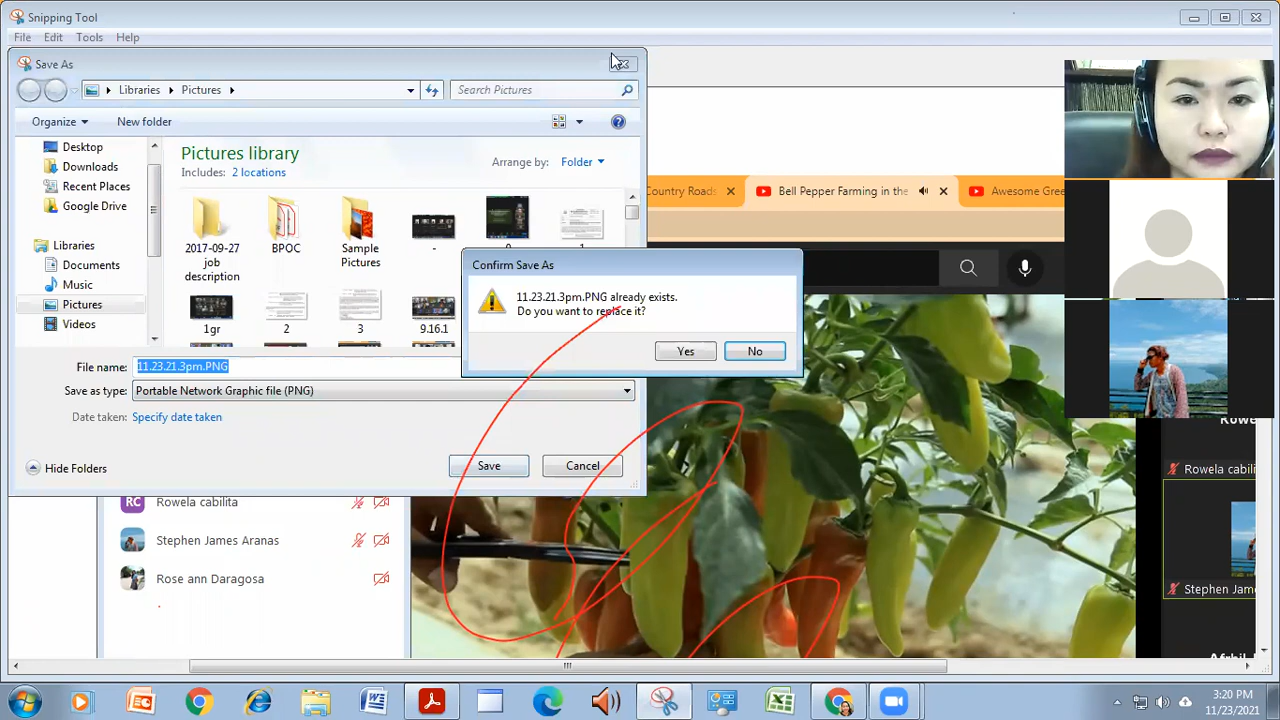 Snipping Tool
File Edit Tools Help
Save As
Libraries Pictures
Search Pictures
Organize New folder
Desktop
Downloads
Recent Places
Google Drive
Libraries
Documents
Music
Pictures
Videos
Pictures library
Includes: 2 locations
Arrange by: Folder
2017-09-27
job
description
BPOC
Sample
Pictures
-
1gr
2
3
9.16.1
Country Roads
Bell Pepper Farming in the
Awesome Gree
Confirm Save As
11.23.21.3pm.PNG already exists.
Do you want to replace it?
Yes No
File name: 11.23.21.3pm.PNG
Save as type: Portable Network Graphic file (PNG)
Date taken: Specify date taken
Hide Folders
Save Cancel
RC Rowela cabilita
Stephen James Aranas
Rose ann Daragosa
Rowela cabili
Stephen Jam
3:20 PM
11/23/2021